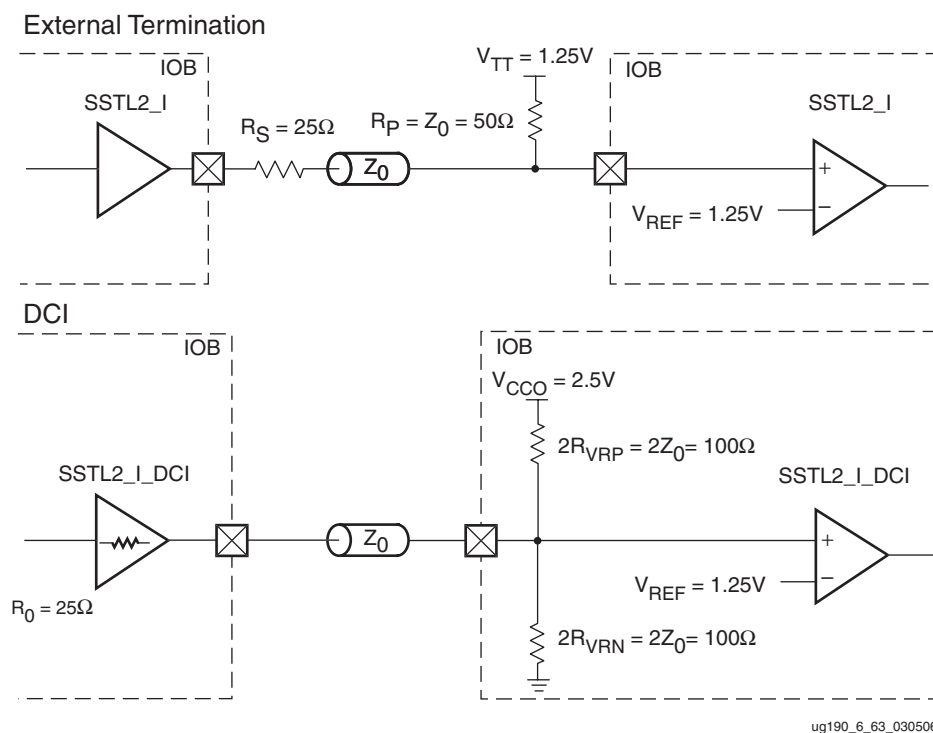 External Termination
IOB
SSTL2_I
R_S = 25Ω
Z_0
R_P = Z_0 = 50Ω
V_TT = 1.25V
IOB
SSTL2_I
+
–
V_REF = 1.25V
DCI
IOB
SSTL2_I_DCI
R_0 = 25Ω
Z_0
IOB
V_CCO = 2.5V
2R_VRP = 2Z_0= 100Ω
SSTL2_I_DCI
+
–
V_REF = 1.25V
2R_VRN = 2Z_0= 100Ω
ug190_6_63_030506